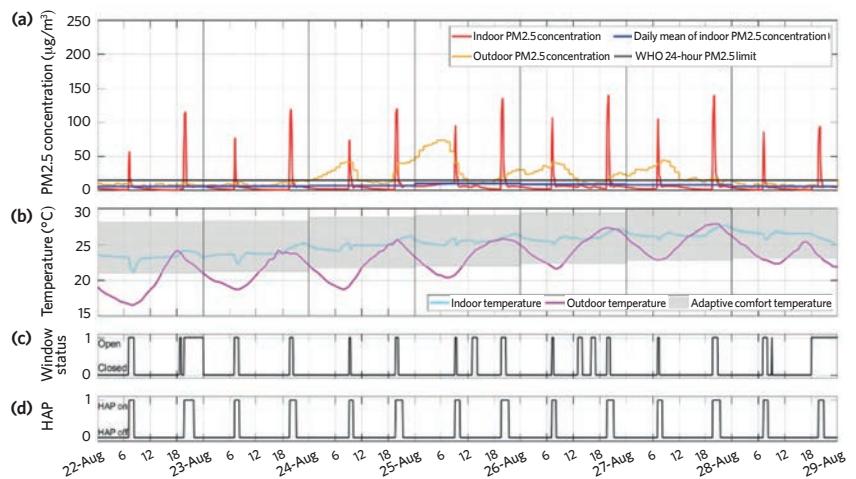 (a)
PM2.5 concentration (μg/m³)
250
200
150
100
50
0
Indoor PM2.5 concentration
Daily mean of indoor PM2.5 concentration
Outdoor PM2.5 concentration
WHO 24-hour PM2.5 limit
(b)
Temperature (°C)
30
25
20
15
Indoor temperature
Outdoor temperature
Adaptive comfort temperature
(c)
Window
status
1
Open
Closed
0
(d)
HAP
1
HAP on
HAP off
0
22-Aug 6 12 18 23-Aug 6 12 18 24-Aug 6 12 18 25-Aug 6 12 18 26-Aug 6 12 18 27-Aug 6 12 18 28-Aug 6 12 18 29-Aug